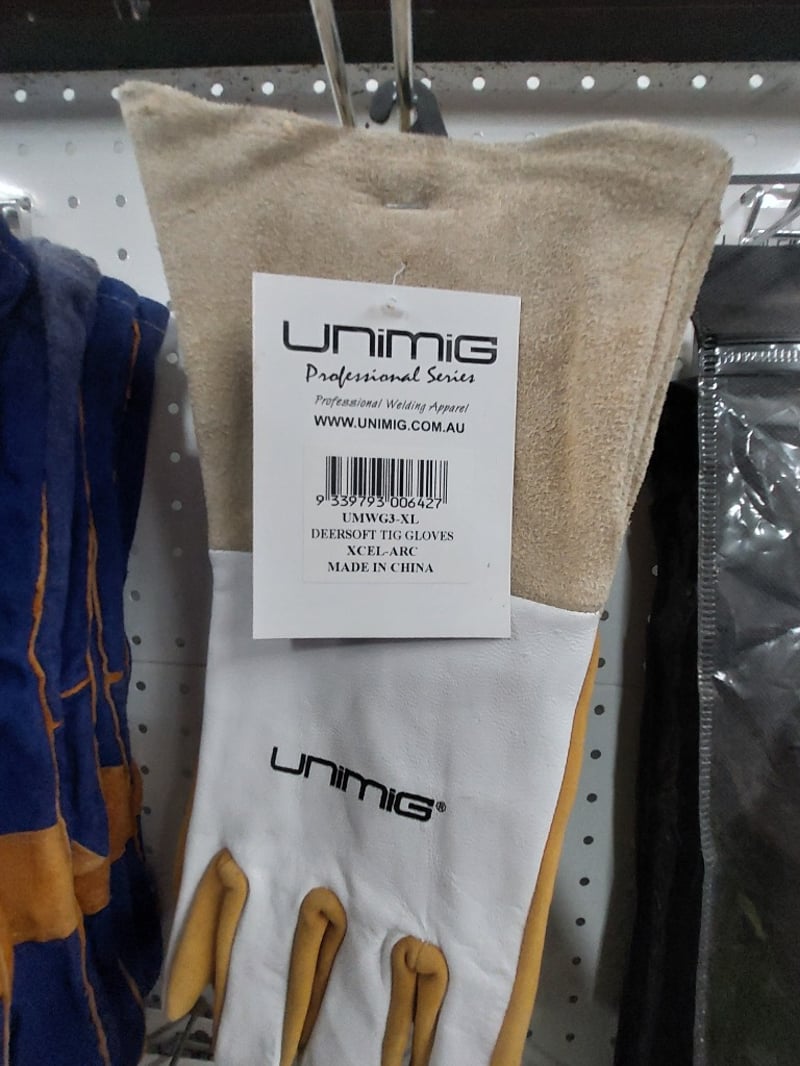 UNIMIG
Professional Series
Professional Welding Apparel
WWW.UNIMIG.COM.AU
9 339793 006427
UMWG3-XL
DEERSOFT TIG GLOVES
XCEL-ARC
MADE IN CHINA
UNIMIG®